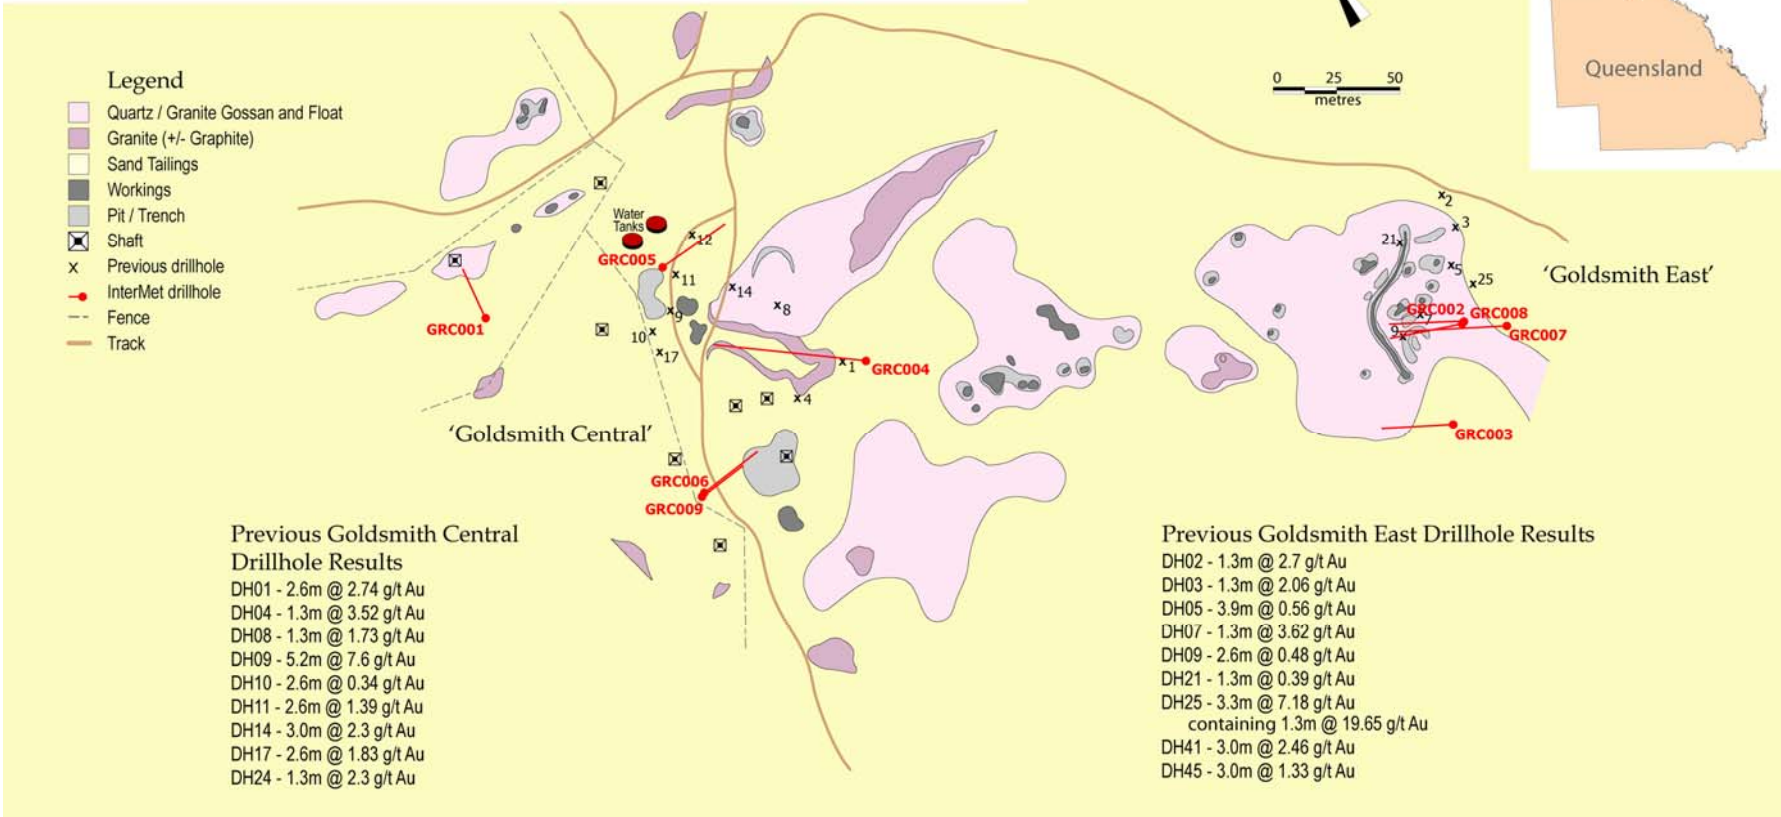 Legend
Quartz / Granite Gossan and Float
Granite (+/- Graphite)
Sand Tailings
Workings
Pit / Trench
Shaft
x Previous drillhole
InterMet drillhole
Fence
Track
0 25 50
metres
Queensland
Water
Tanks
12
GRC005
11
14
8
9
10
17
1
4
GRC001
GRC004
'Goldsmith Central'
GRC006
GRC009
2
3
21
5
25
'Goldsmith East'
GRC002
7
GRC008
9
GRC007
GRC003
Previous Goldsmith Central
Drillhole Results
DH01 - 2.6m @ 2.74 g/t Au
DH04 - 1.3m @ 3.52 g/t Au
DH08 - 1.3m @ 1.73 g/t Au
DH09 - 5.2m @ 7.6 g/t Au
DH10 - 2.6m @ 0.34 g/t Au
DH11 - 2.6m @ 1.39 g/t Au
DH14 - 3.0m @ 2.3 g/t Au
DH17 - 2.6m @ 1.83 g/t Au
DH24 - 1.3m @ 2.3 g/t Au
Previous Goldsmith East Drillhole Results
DH02 - 1.3m @ 2.7 g/t Au
DH03 - 1.3m @ 2.06 g/t Au
DH05 - 3.9m @ 0.56 g/t Au
DH07 - 1.3m @ 3.62 g/t Au
DH09 - 2.6m @ 0.48 g/t Au
DH21 - 1.3m @ 0.39 g/t Au
DH25 - 3.3m @ 7.18 g/t Au
containing 1.3m @ 19.65 g/t Au
DH41 - 3.0m @ 2.46 g/t Au
DH45 - 3.0m @ 1.33 g/t Au